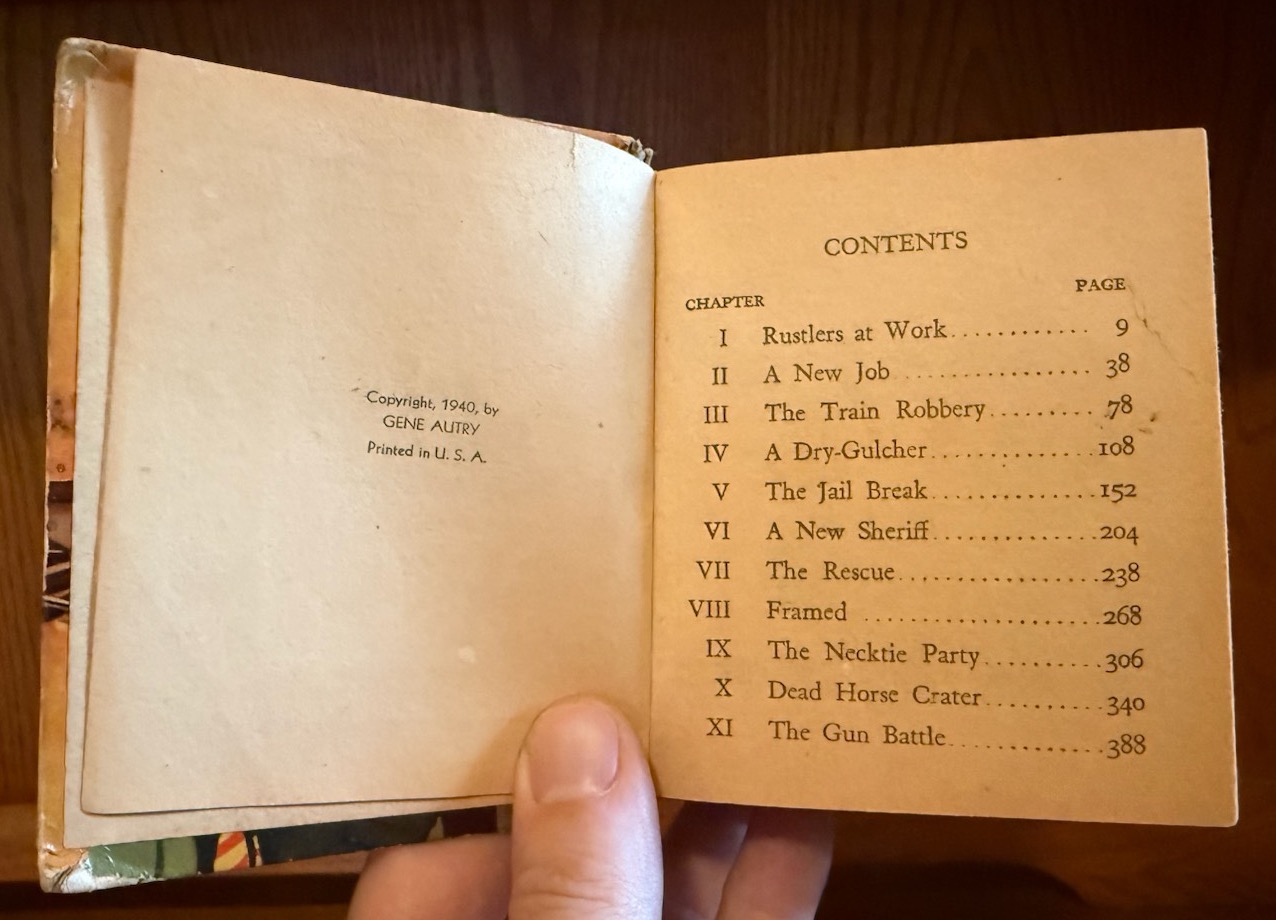 Copyright, 1940, by
GENE AUTRY
Printed in U. S. A.
CONTENTS
CHAPTER PAGE
I Rustlers at Work............ 9
II A New Job ................. 38
III The Train Robbery......... 78
IV A Dry-Gulcher..............108
V The Jail Break..............152
VI A New Sheriff..............204
VII The Rescue.................238
VIII Framed ....................268
IX The Necktie Party..........306
X Dead Horse Crater..........340
XI The Gun Battle.............388